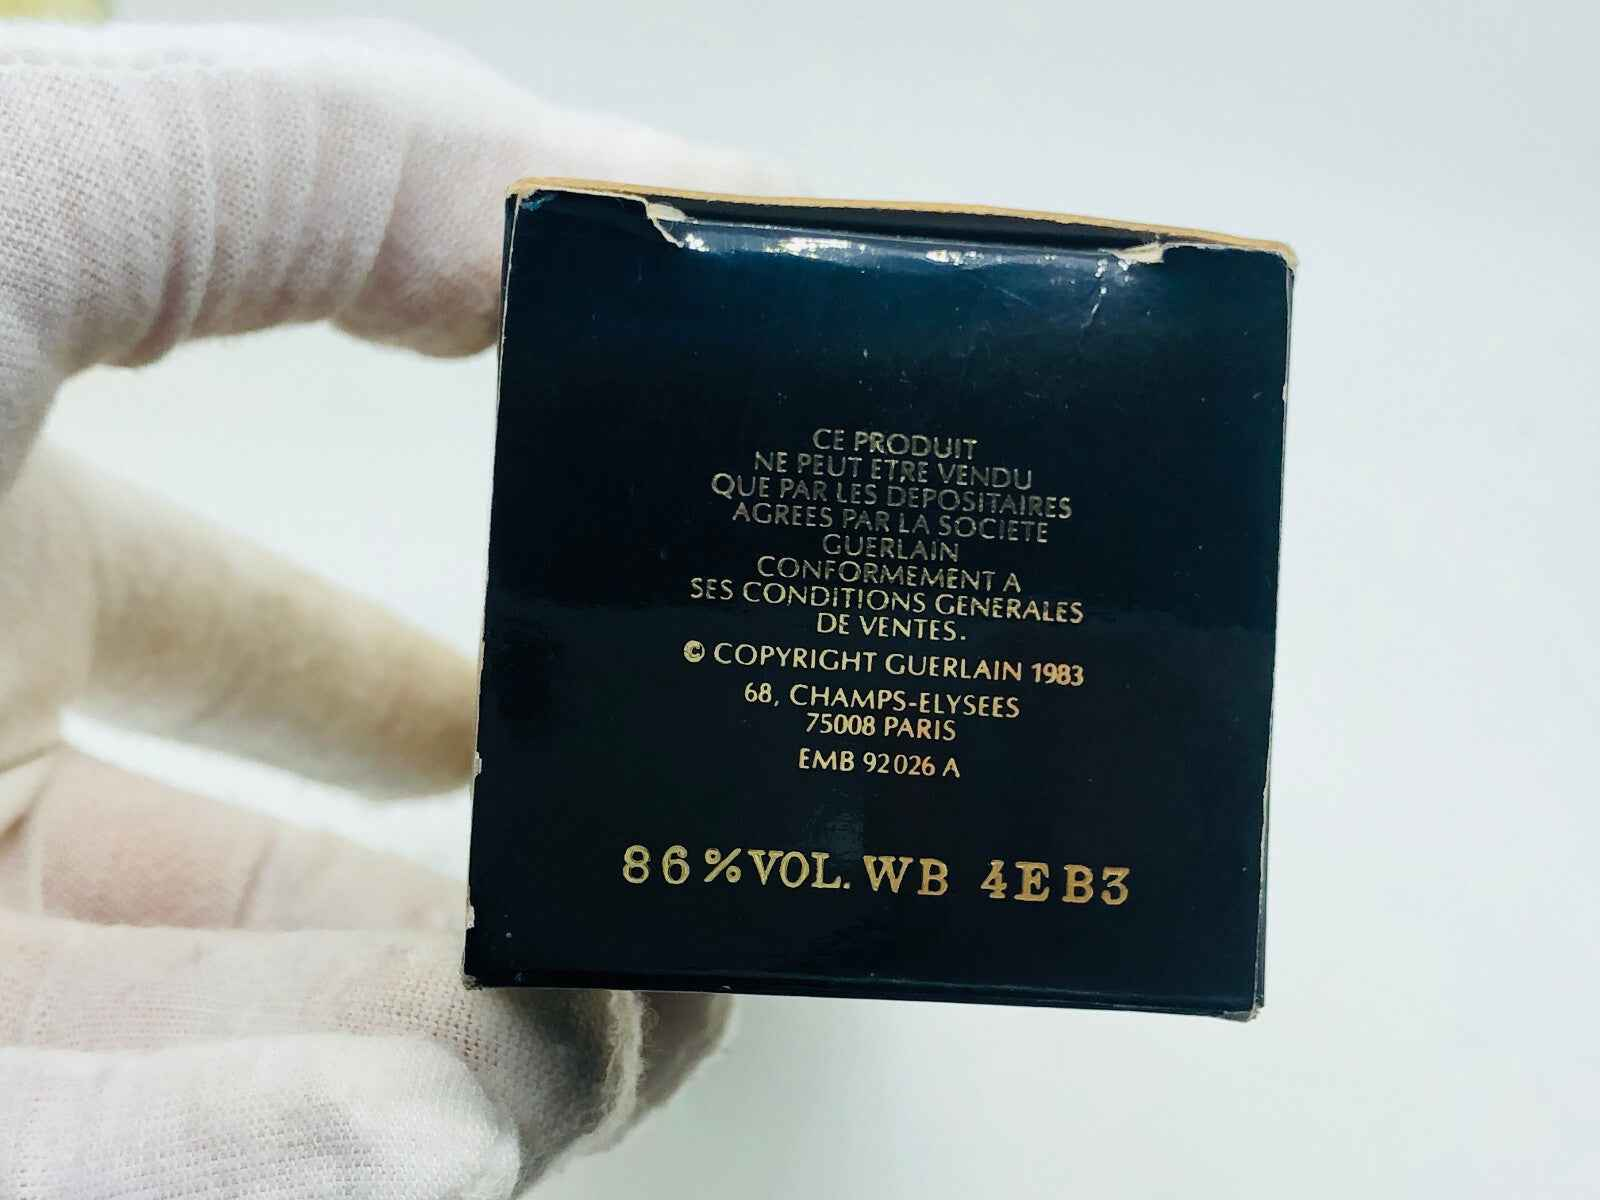 CE PRODUIT
NE PEUT ETRE VENDU
QUE PAR LES DEPOSITAIRES
AGREES PAR LA SOCIETE
GUERLAIN
CONFORMEMENT A
SES CONDITIONS GENERALES
DE VENTES.
© COPYRIGHT GUERLAIN 1983
68, CHAMPS-ELYSEES
75008 PARIS
EMB 92026 A
86%VOL. WB 4EB3